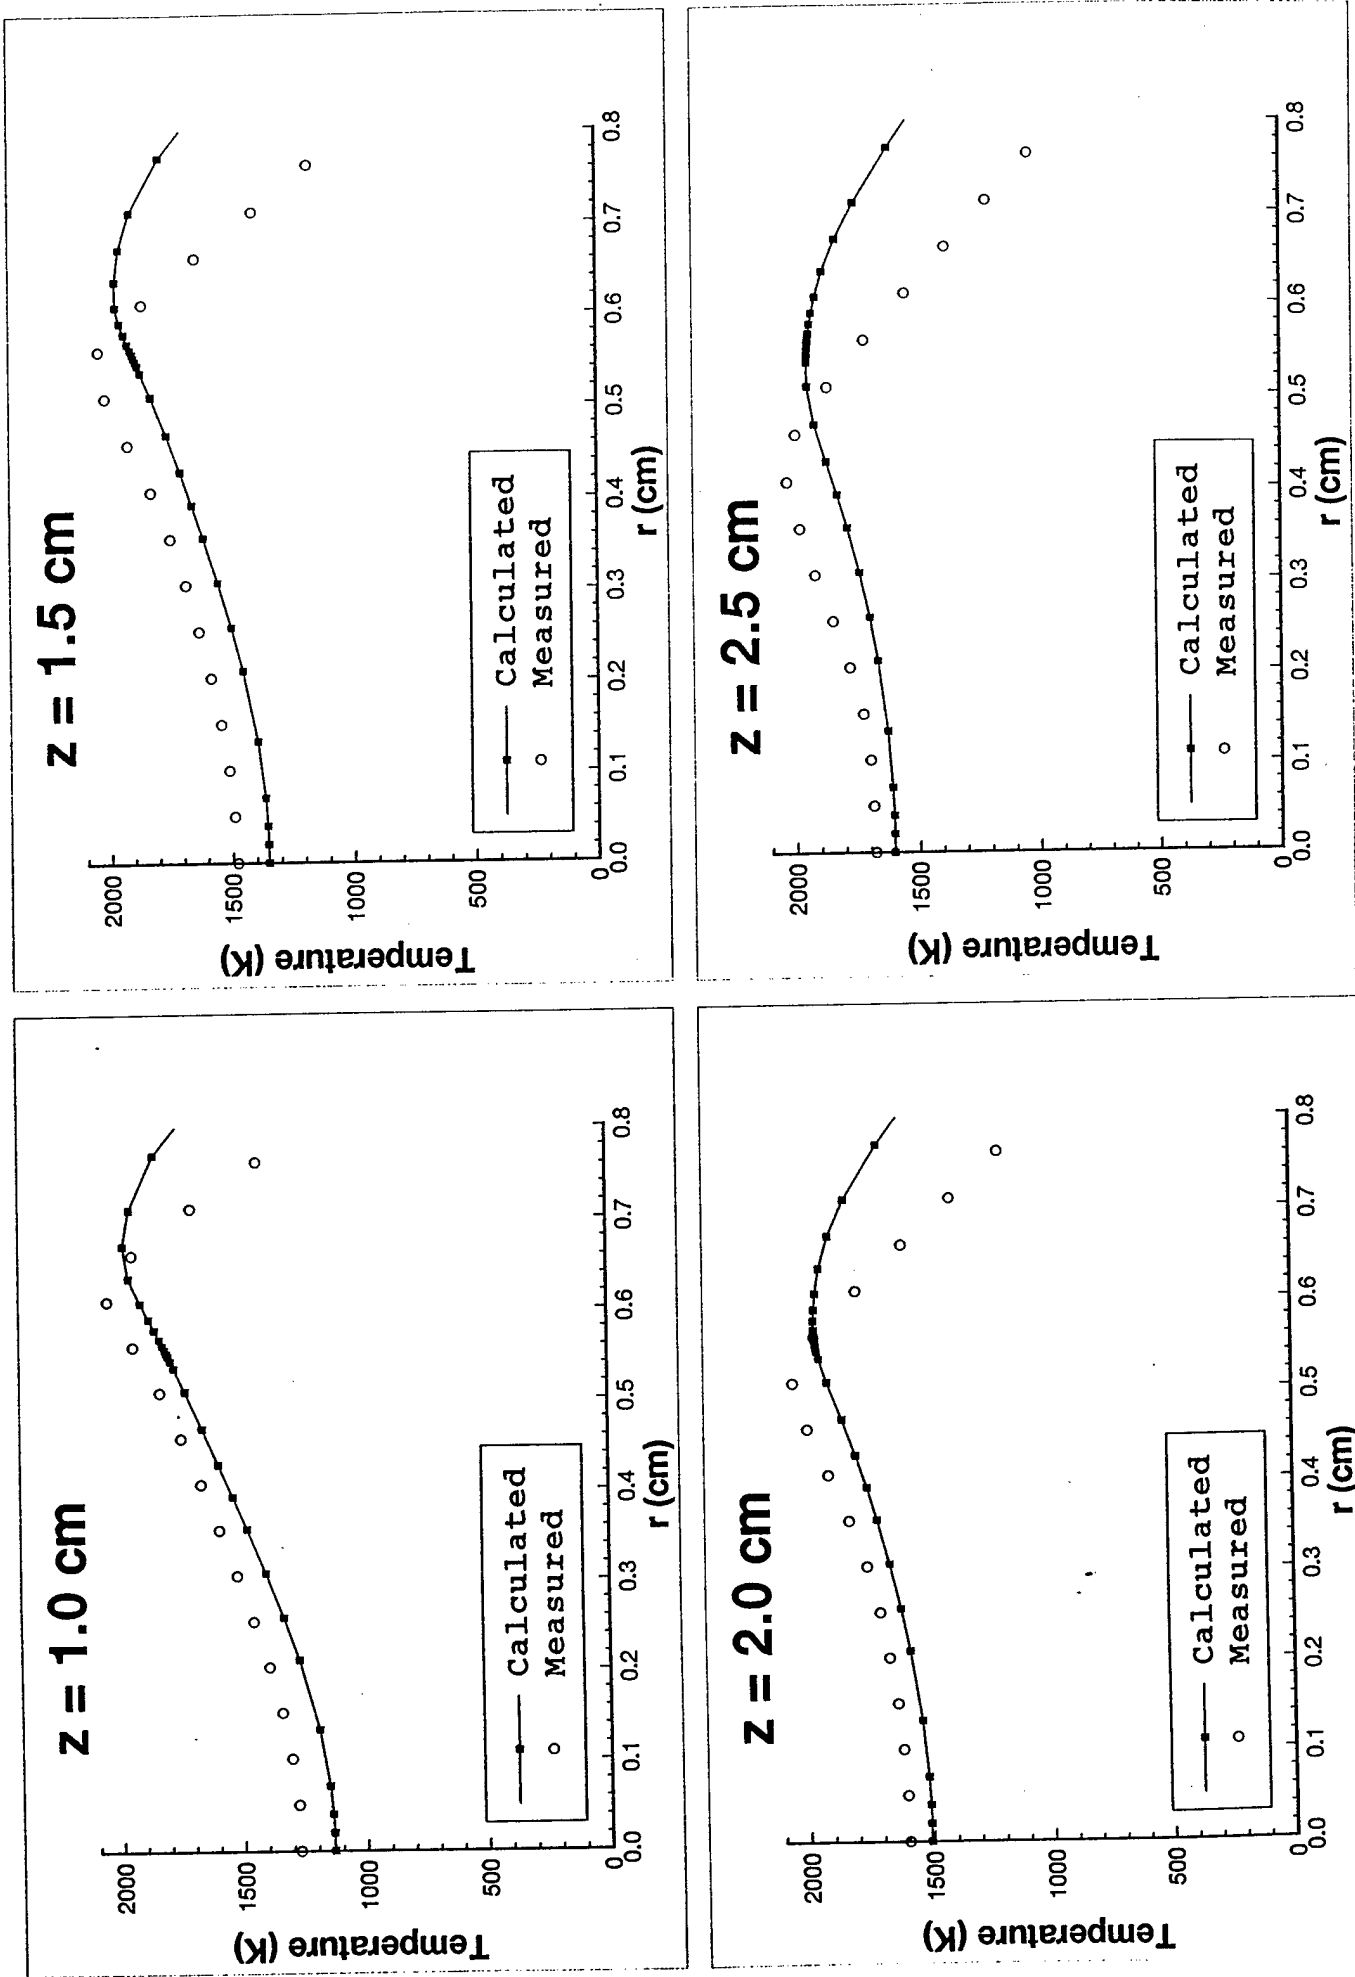 z = 1.0 cm
Temperature (K)
2000
1500
1000
500
0
Calculated
Measured
0.0 0.1 0.2 0.3 0.4 0.5 0.6 0.7 0.8
r (cm)
z = 1.5 cm
Temperature (K)
2000
1500
1000
500
0
Calculated
Measured
0.0 0.1 0.2 0.3 0.4 0.5 0.6 0.7 0.8
r (cm)
z = 2.0 cm
Temperature (K)
2000
1500
1000
500
0
Calculated
Measured
0.0 0.1 0.2 0.3 0.4 0.5 0.6 0.7 0.8
r (cm)
z = 2.5 cm
Temperature (K)
2000
1500
1000
500
0
Calculated
Measured
0.0 0.1 0.2 0.3 0.4 0.5 0.6 0.7 0.8
r (cm)